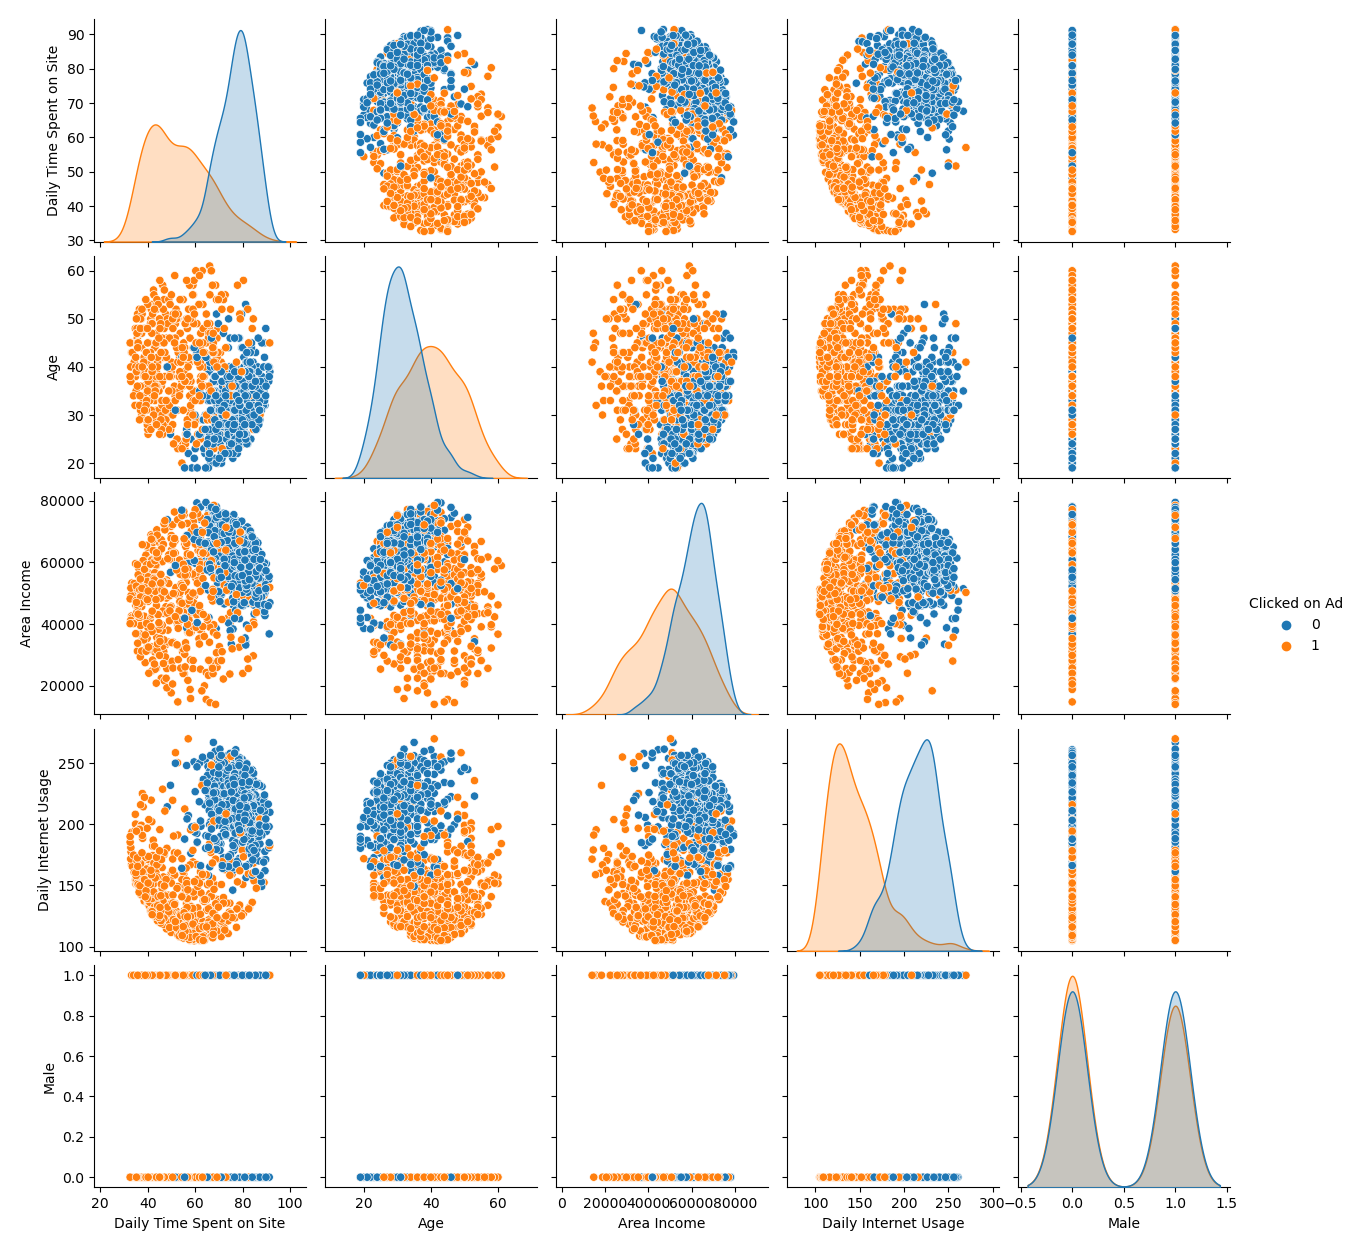 90
80
70
60
50
40
30
Daily Time Spent on Site
60
50
40
30
20
Age
80000
60000
40000
20000
Area Income
Clicked on Ad
0
1
250
200
150
100
Daily Internet Usage
1.0
0.8
0.6
0.4
0.2
0.0
Male
20 40 60 80 100
20 40 60
0 20000 40000 60000 80000
100 150 200 250 300
−0.5 0.0 0.5 1.0 1.5
Daily Time Spent on Site
Age
Area Income
Daily Internet Usage
Male